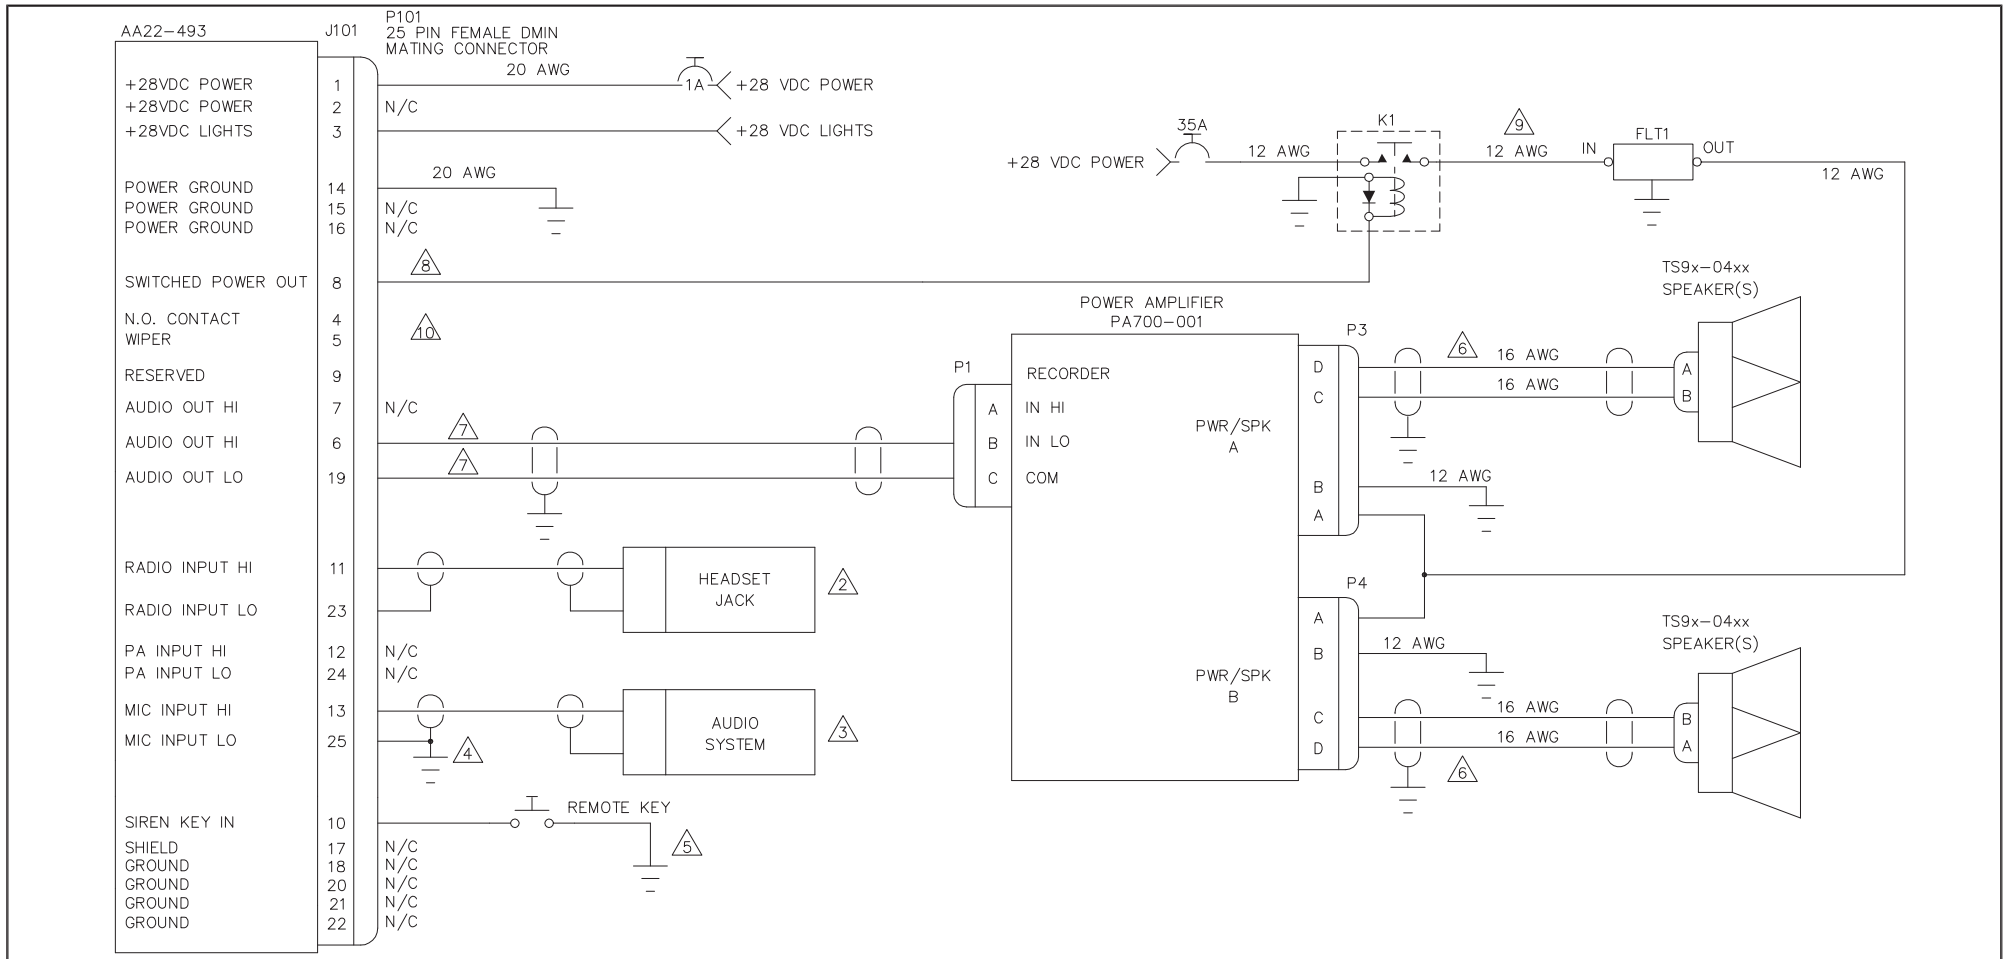 AA22-493
J101
P101
25 PIN FEMALE DMIN
MATING CONNECTOR
+28VDC POWER 1
20 AWG
1A
+28 VDC POWER
+28VDC POWER 2 N/C
+28VDC LIGHTS 3
+28 VDC LIGHTS
POWER GROUND 14
20 AWG
POWER GROUND 15 N/C
POWER GROUND 16 N/C
SWITCHED POWER OUT 8
8
N.O. CONTACT 4
WIPER 5
10
RESERVED 9
AUDIO OUT HI 7 N/C
AUDIO OUT HI 6
7
AUDIO OUT LO 19
7
RADIO INPUT HI 11
RADIO INPUT LO 23
HEADSET
JACK
2
PA INPUT HI 12 N/C
PA INPUT LO 24 N/C
MIC INPUT HI 13
MIC INPUT LO 25
4
AUDIO
SYSTEM
3
SIREN KEY IN 10
REMOTE KEY
5
SHIELD 17 N/C
GROUND 18 N/C
GROUND 20 N/C
GROUND 21 N/C
GROUND 22 N/C
+28 VDC POWER
35A
12 AWG
K1
9
12 AWG
IN
FLT1
OUT
12 AWG
POWER AMPLIFIER
PA700-001
P1
RECORDER
A IN HI
B IN LO
C COM
PWR/SPK
A
P3
D
C
B
A
6
16 AWG
16 AWG
12 AWG
TS9x-04xx
SPEAKER(S)
A
B
P4
A
B
C
D
PWR/SPK
B
12 AWG
16 AWG
16 AWG
6
TS9x-04xx
SPEAKER(S)
B
A